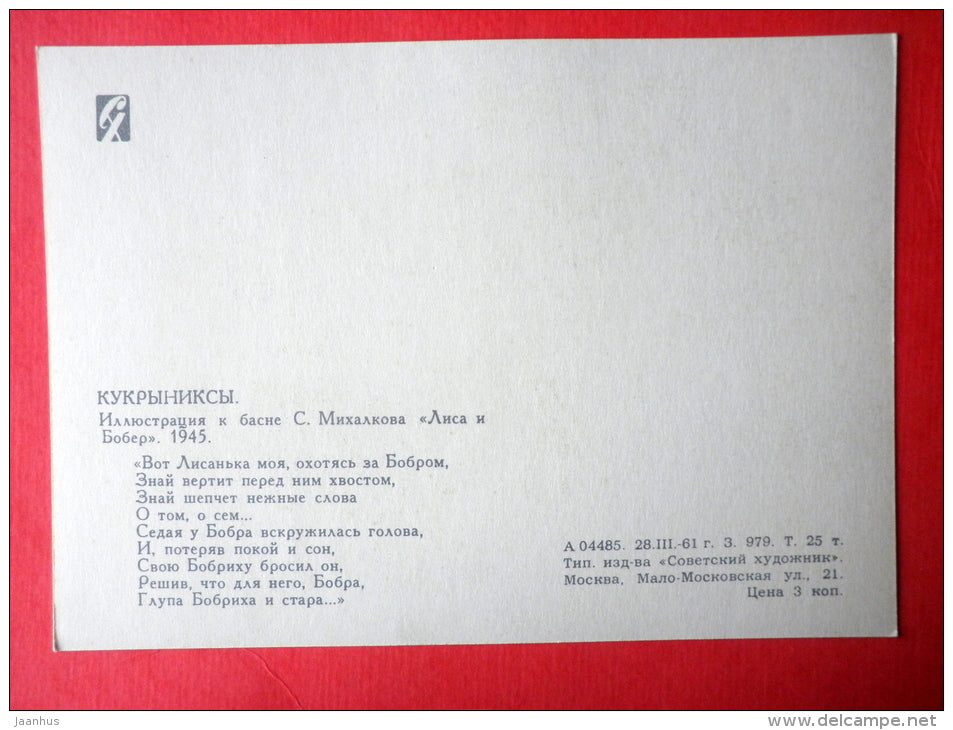 СХ
КУКРЫНИКСЫ.
Иллюстрация к басне С. Михалкова «Лиса и
Бобер». 1945.
«Вот Лисанька моя, охотясь за Бобром,
Знай вертит перед ним хвостом,
Знай шепчет нежные слова
О том, о сем...
Седая у Бобра вскружилась голова,
И, потеряв покой и сон,
Свою Бобриху бросил он,
Решив, что для него, Бобра,
Глупа Бобриха и стара...»
А 04485. 28.III.-61 г. З. 979. Т. 25 т.
Тип. изд-ва «Советский художник».
Москва, Мало-Московская ул., 21.
Цена 3 коп.
Jaanhus
www.delcampe.net